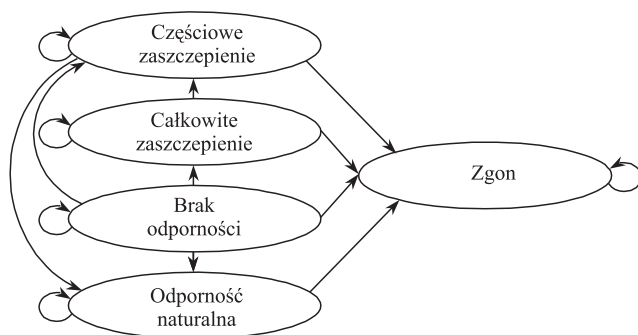 Częściowe
zaszczepienie
Całkowite
zaszczepienie
Zgon
Brak
odporności
Odporność
naturalna